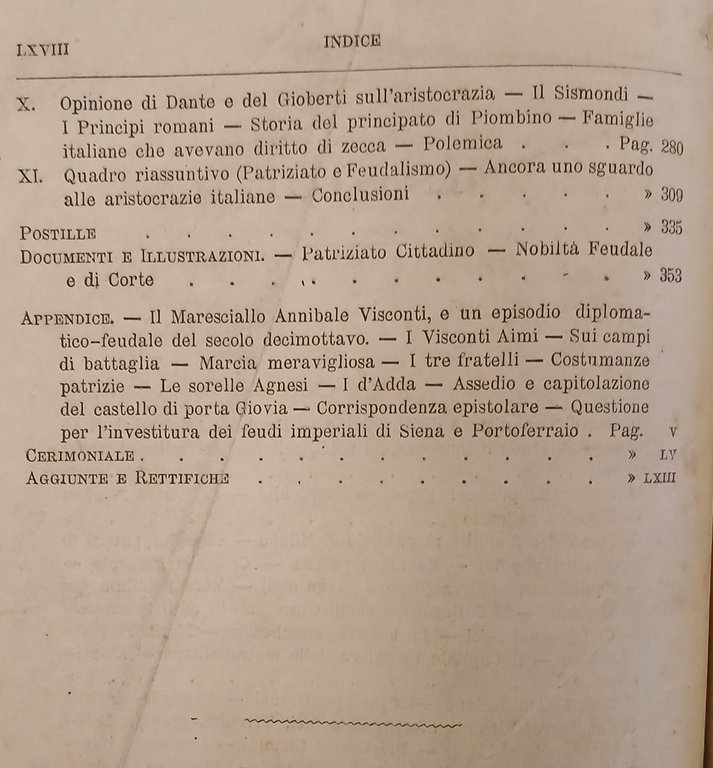 LXVIII INDICE
X. Opinione di Dante e del Gioberti sull'aristocrazia — Il Sismondi —
I Principi romani — Storia del principato di Piombino — Famiglie
italiane che avevano diritto di zecca — Polemica . . . Pag. 280
XI. Quadro riassuntivo (Patriziato e Feudalismo) — Ancora uno sguardo
alle aristocrazie italiane — Conclusioni . . . . . » 309
POSTILLE . . . . . . . . . . . » 335
DOCUMENTI E ILLUSTRAZIONI. — Patriziato Cittadino — Nobiltà Feudale
e di Corte . . . . . . . . . . . » 353
APPENDICE. — Il Maresciallo Annibale Visconti, e un episodio diploma-
tico-feudale del secolo decimottavo. — I Visconti Aimi — Sui campi
di battaglia — Marcia meravigliosa — I tre fratelli — Costumanze
patrizie — Le sorelle Agnesi — I d'Adda — Assedio e capitolazione
del castello di porta Giovia — Corrispondenza epistolare — Questione
per l'investitura dei feudi imperiali di Siena e Portoferraio . Pag. V
CERIMONIALE . . . . . . . . . . . » LV
AGGIUNTE E RETTIFICHE . . . . . . . . . » LXIII